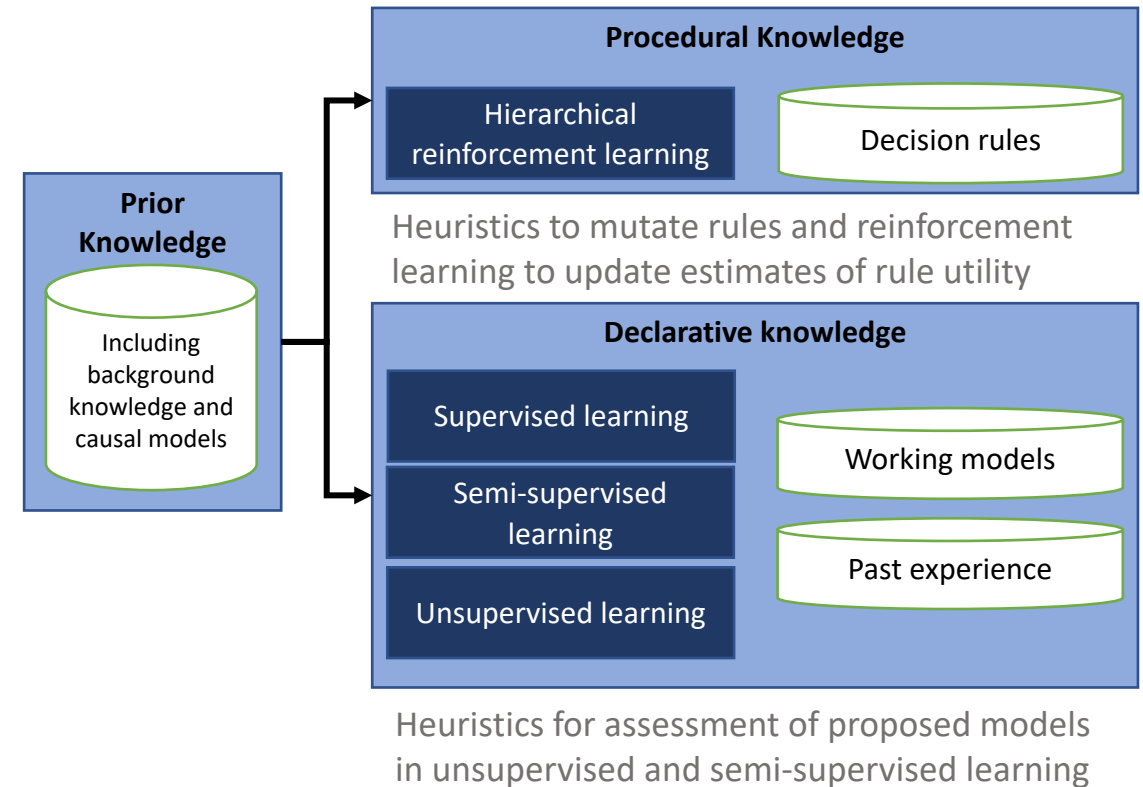 Prior
Knowledge
Including
background
knowledge and
causal models
Procedural Knowledge
Hierarchical
reinforcement learning
Decision rules
Heuristics to mutate rules and reinforcement
learning to update estimates of rule utility
Declarative knowledge
Supervised learning
Semi-supervised
learning
Unsupervised learning
Working models
Past experience
Heuristics for assessment of proposed models
in unsupervised and semi-supervised learning